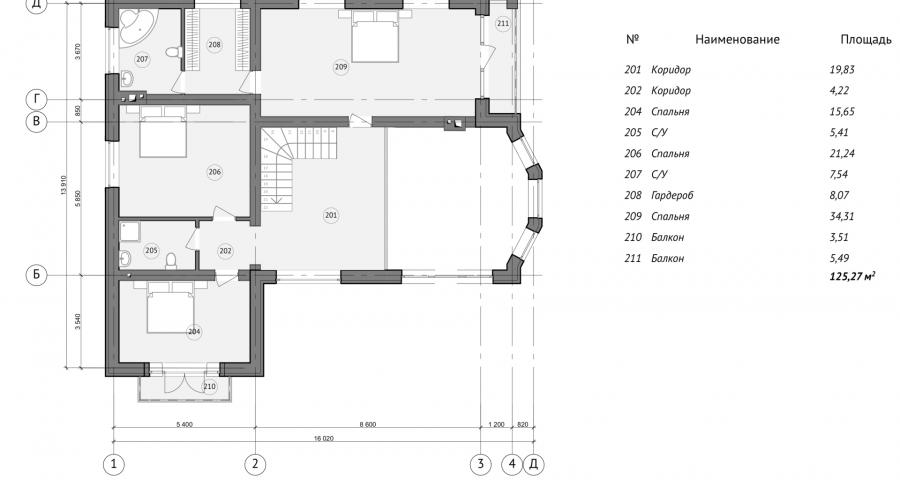 № Наименование Площадь
201 Коридор 19,83
202 Коридор 4,22
204 Спальня 15,65
205 С/У 5,41
206 Спальня 21,24
207 С/У 7,54
208 Гардероб 8,07
209 Спальня 34,31
210 Балкон 3,51
211 Балкон 5,49
125,27 м²
Д
211
208
207
209
3 670
Г
850
В
206
13 910
5 850
201
205
202
Б
204
3 540
210
5 400 8 600 1 200 820
16 020
1 2 3 4 Д